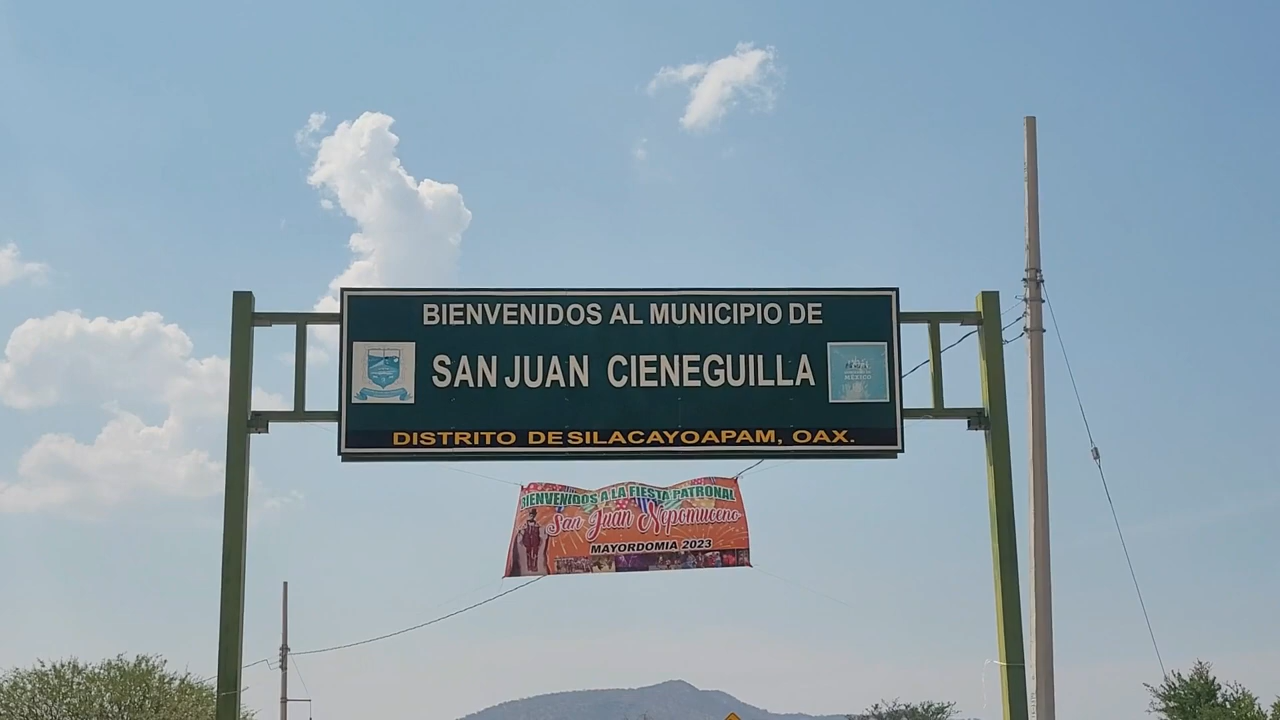 BIENVENIDOS AL MUNICIPIO DE
SAN JUAN CIENEGUILLA
MÉXICO
DISTRITO DE SILACAYOAPAM, OAX.
BIENVENIDOS A LA FIESTA PATRONAL
San Juan Nepomuceno
MAYORDOMIA 2023